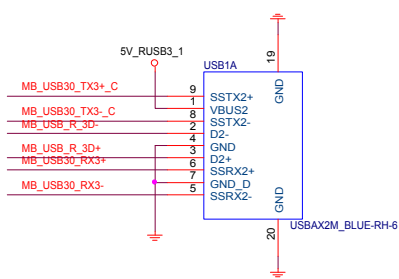 5V_RUSB3_1
USB1A
19
GND
MB_USB30_TX3+_C
9
SSTX2+
1
VBUS2
MB_USB30_TX3-_C
8
SSTX2-
MB_USB_R_3D-
2
D2-
4
GND
MB_USB_R_3D+
3
D2+
MB_USB30_RX3+
6
SSRX2+
7
GND_D
MB_USB30_RX3-
5
SSRX2-
GND
20
USBAX2M_BLUE-RH-6